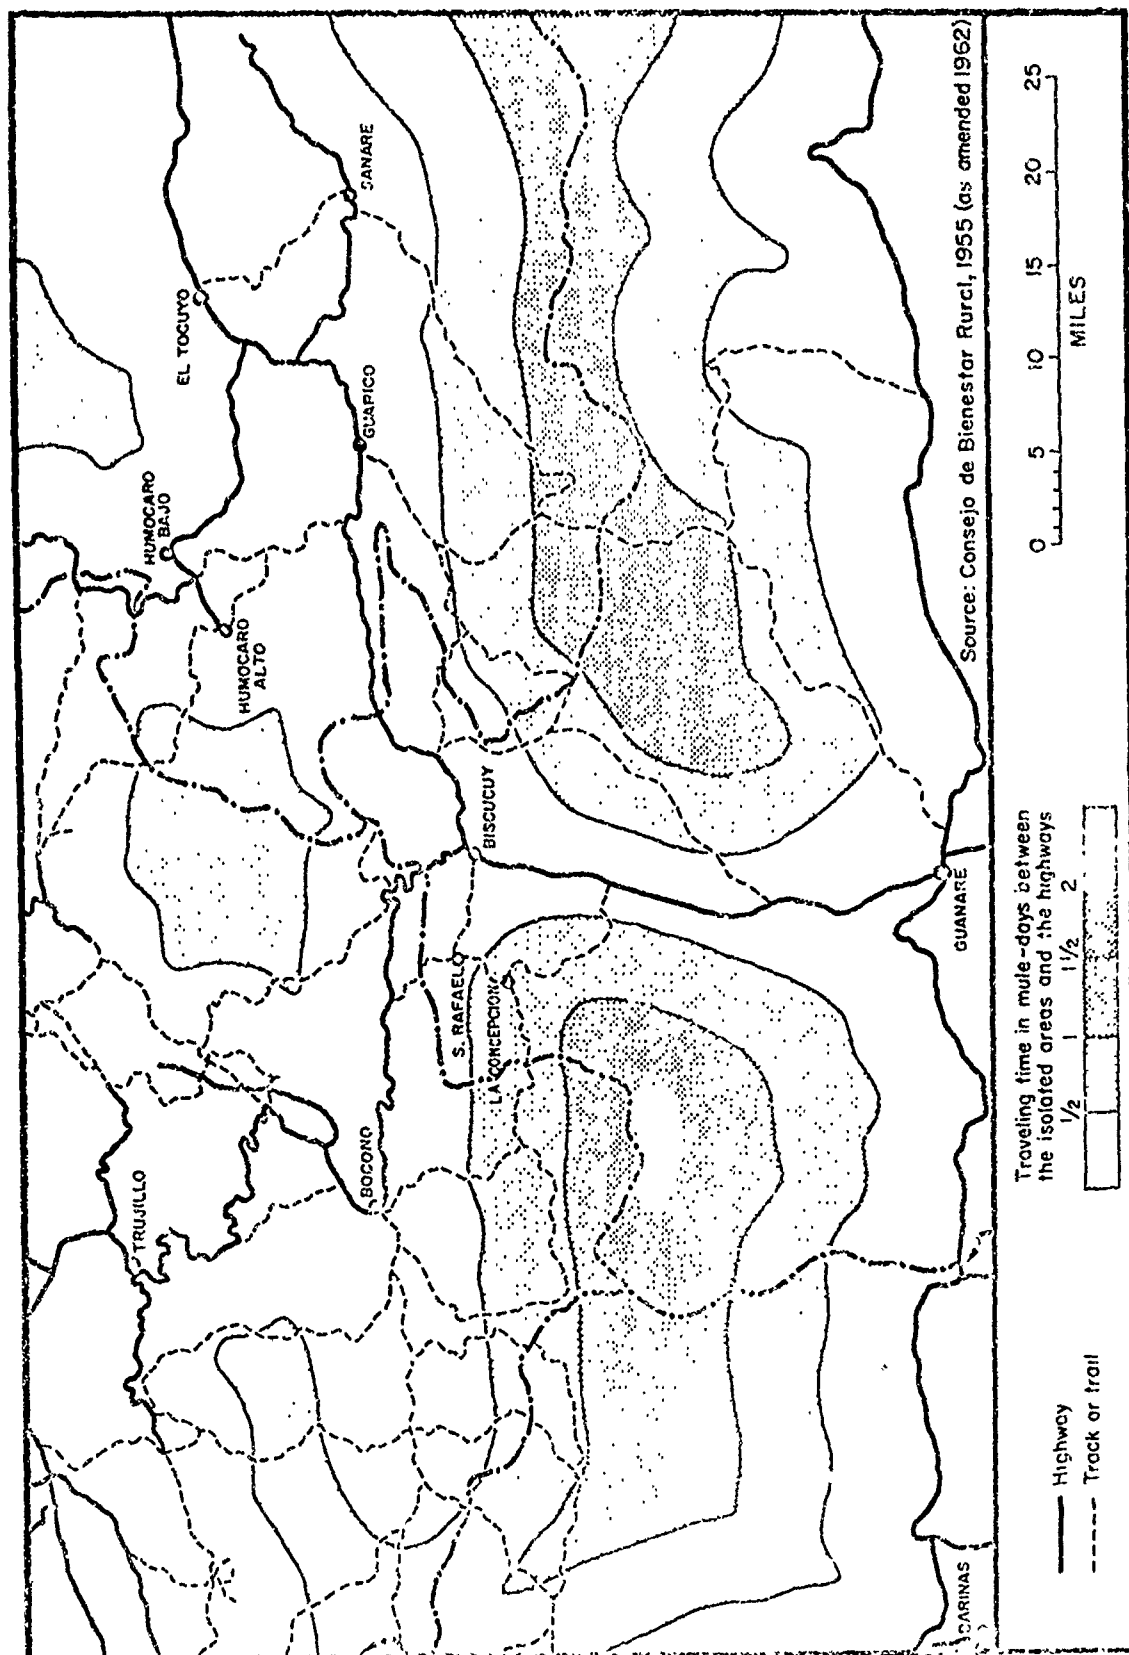 TRUJILLO
BOCONO
S. RAFAEL
LA CONCEPCION
BISCUCUY
HUMOCARO
ALTO
HUMOCARO
BAJO
EL TOCUYO
GUARICO
SANARE
GUANARE
Source: Consejo de Bienestar Rural, 1955 (as amended 1962)
Highway
Track or trail
Traveling time in mule-days between
the isolated areas and the highways
1/2 1 1 1/2 2
0 5 10 15 20 25
MILES